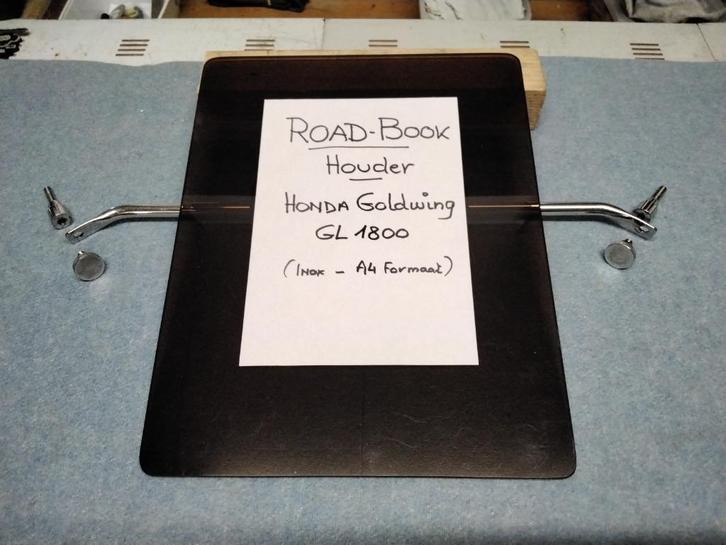 ROAD-BOOK
Houder
HONDA Goldwing
GL 1800
(INOX - A4 Formaat)